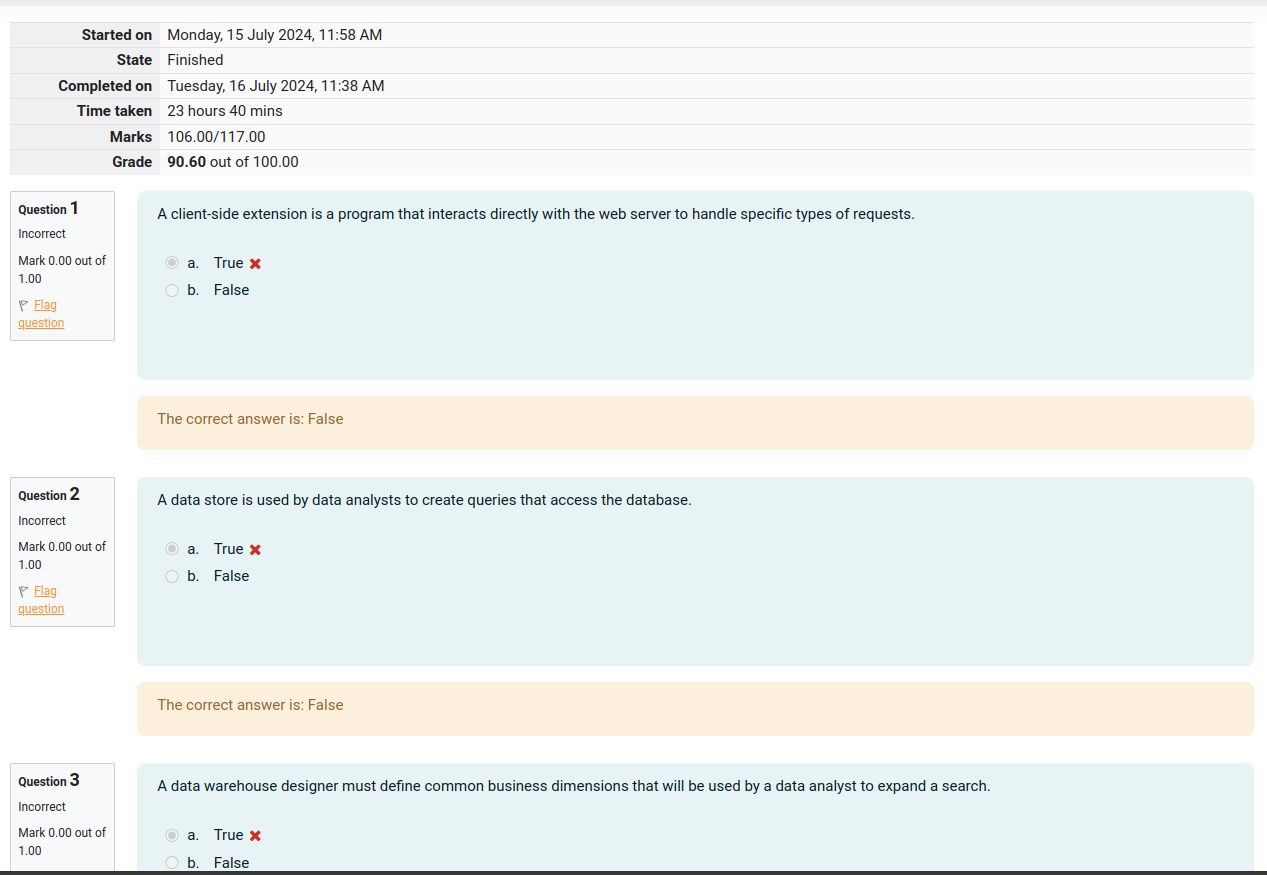 Started on Monday, 15 July 2024, 11:58 AM
State Finished
Completed on Tuesday, 16 July 2024, 11:38 AM
Time taken 23 hours 40 mins
Marks 106.00/117.00
Grade 90.60 out of 100.00
Question 1
Incorrect
Mark 0.00 out of
1.00
Flag
question
A client-side extension is a program that interacts directly with the web server to handle specific types of requests.
a. True
b. False
The correct answer is: False
Question 2
Incorrect
Mark 0.00 out of
1.00
Flag
question
A data store is used by data analysts to create queries that access the database.
a. True
b. False
The correct answer is: False
Question 3
Incorrect
Mark 0.00 out of
1.00
A data warehouse designer must define common business dimensions that will be used by a data analyst to expand a search.
a. True
b. False